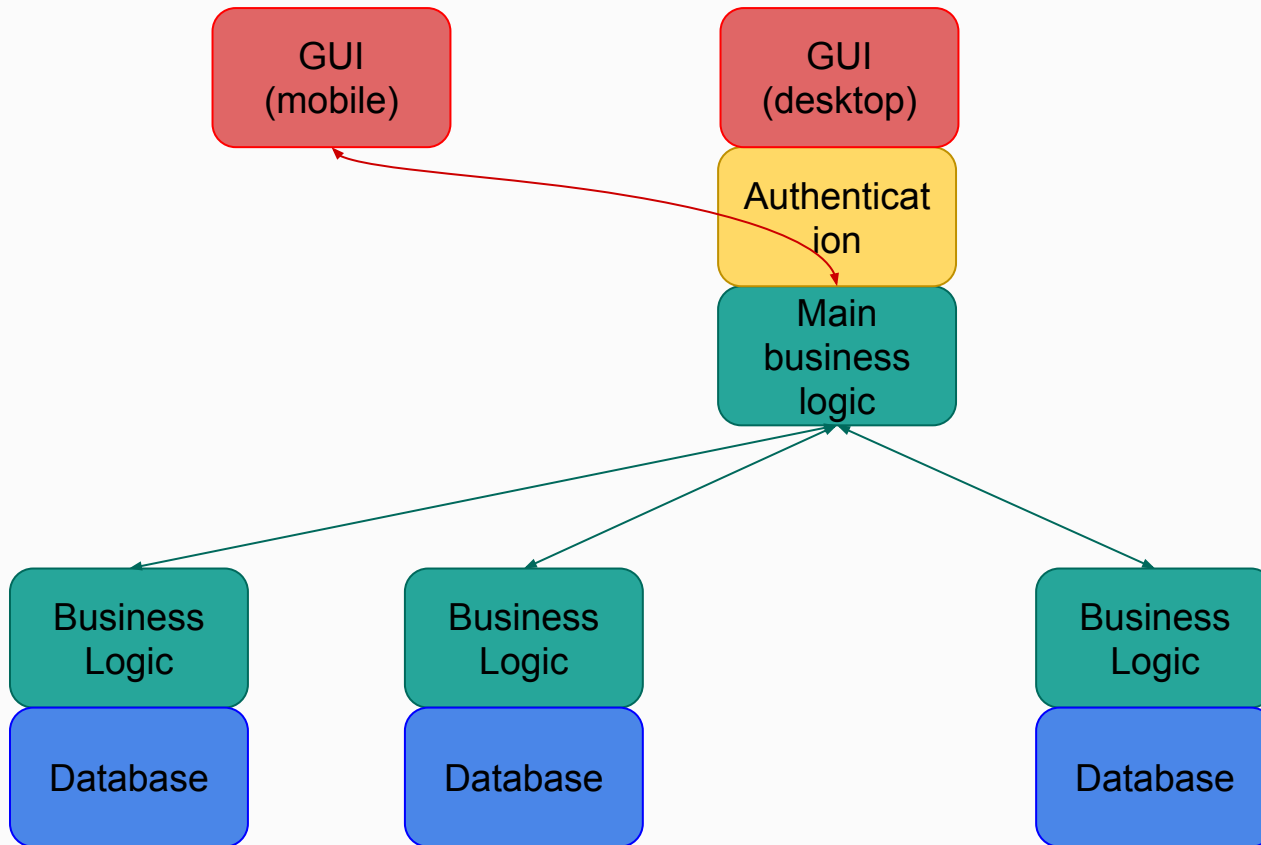 GUI
(mobile)
GUI
(desktop)
Authenticat
ion
Main
business
logic
Business
Logic
Business
Logic
Business
Logic
Database
Database
Database